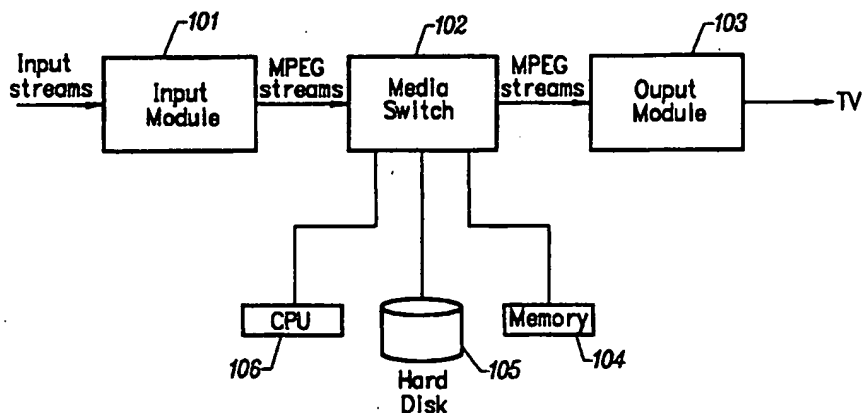 101
102
103
Input
streams
Input
Module
MPEG
streams
Media
Switch
MPEG
streams
Ouput
Module
TV
CPU
Memory
106
105
104
Hard
Disk